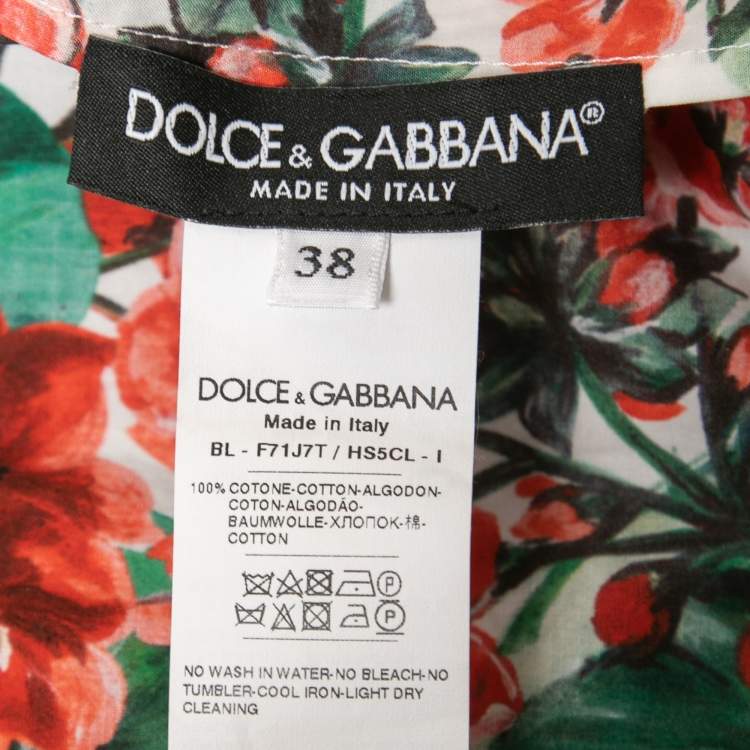 DOLCE & GABBANA®
MADE IN ITALY
38
DOLCE & GABBANA
Made in Italy
BL - F71J7T / HS5CL - I
100% COTONE-COTTON-ALGODON-
COTON-ALGODÃO-
BAUMWOLLE-ХЛОПОК-棉-
COTTON
P
P
NO WASH IN WATER-NO BLEACH-NO
TUMBLER-COOL IRON-LIGHT DRY
CLEANING